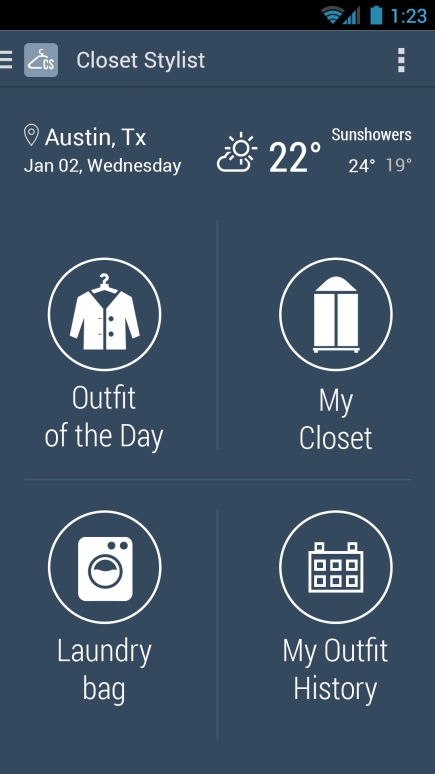 1:23
CS
Closet Stylist
Austin, Tx
Jan 02, Wednesday
22°
Sunshowers
24° 19°
Outfit
of the Day
My
Closet
Laundry
bag
My Outfit
History